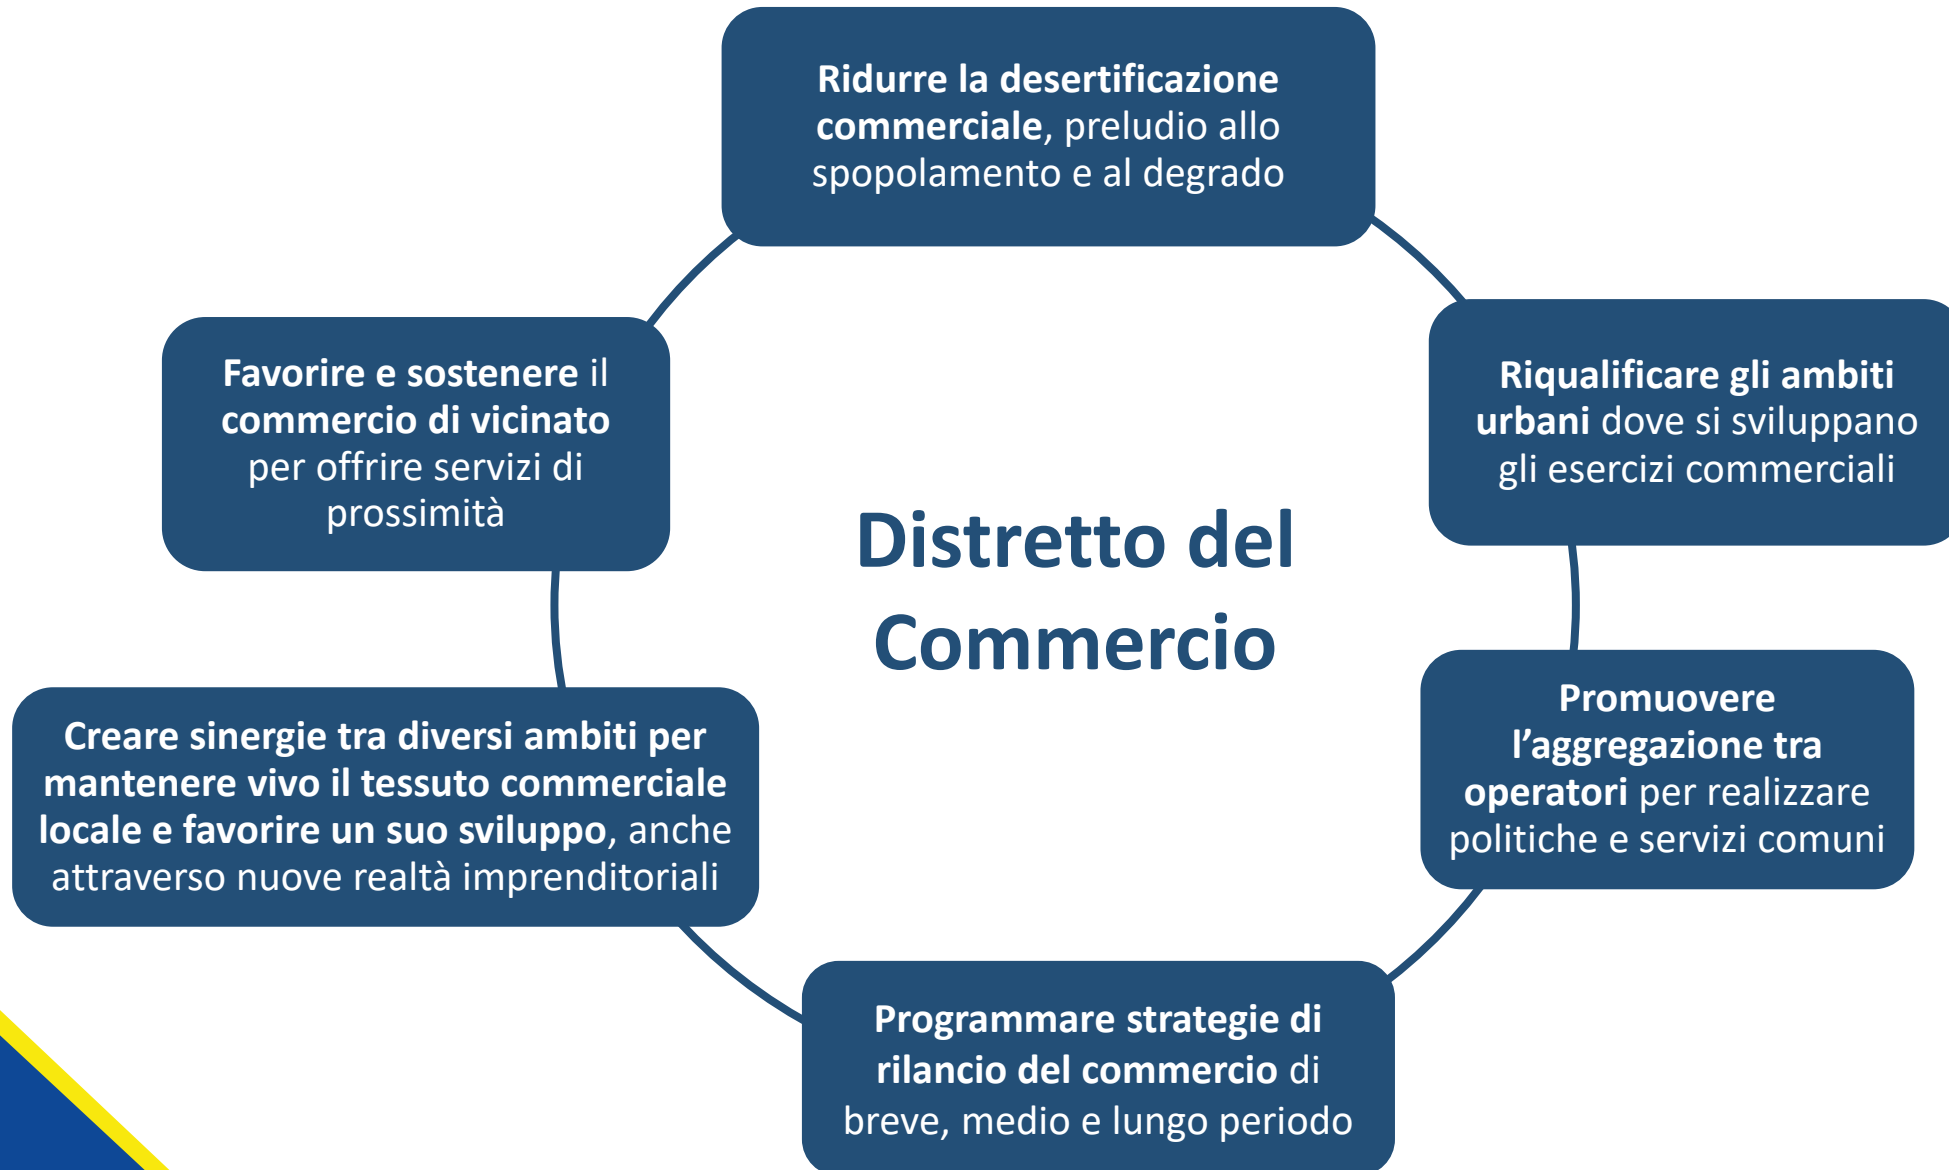 Ridurre la desertificazione
commerciale, preludio allo
spopolamento e al degrado
Riqualificare gli ambiti
urbani dove si sviluppano
gli esercizi commerciali
Promuovere
l’aggregazione tra
operatori per realizzare
politiche e servizi comuni
Programmare strategie di
rilancio del commercio di
breve, medio e lungo periodo
Creare sinergie tra diversi ambiti per
mantenere vivo il tessuto commerciale
locale e favorire un suo sviluppo, anche
attraverso nuove realtà imprenditoriali
Favorire e sostenere il
commercio di vicinato
per offrire servizi di
prossimità
Distretto del
Commercio